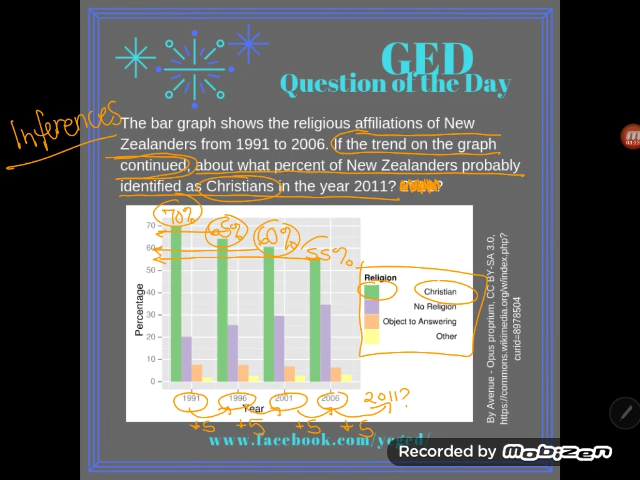 GED
Question of the Day
Inferences
The bar graph shows the religious affiliations of New
Zealanders from 1991 to 2006. If the trend on the graph
continued, about what percent of New Zealanders probably
identified as Christians in the year 2011? ?
70%
65%
60%
55%
70
60
50
40
30
20
10
0
Percentage
Religion
Christian
No Religion
Object to Answering
Other
1991
1996
2001
2006
2011?
Year
+5
+5
+5
+5
By Avenue - Opus proprium, CC BY-SA 3.0,
https://commons.wikimedia.org/w/index.php?
curid=8978504
www.facebook.com/ycged/
Recorded by mobizen